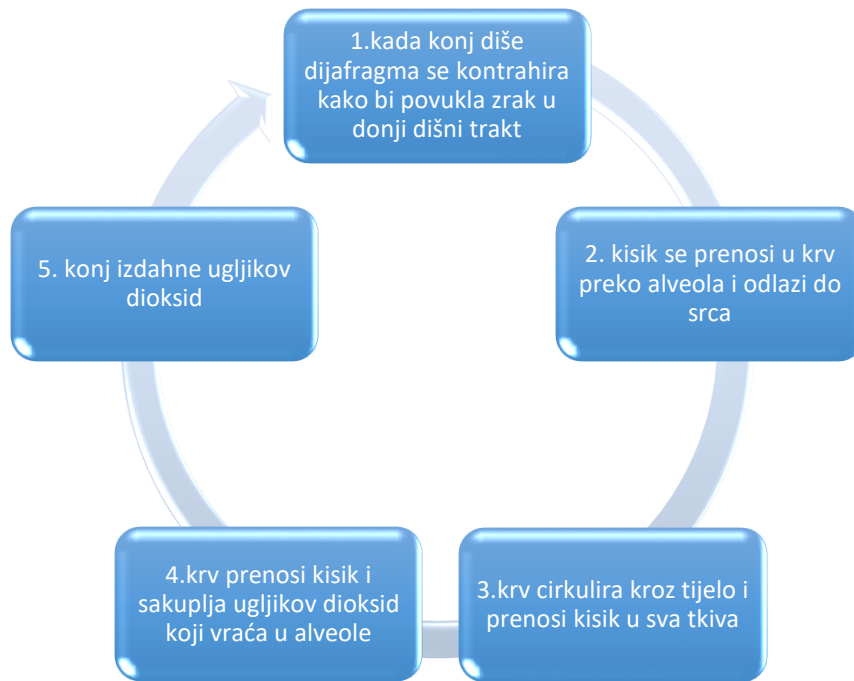 1.kada konj diše
dijafragma se kontrahira
kako bi povukla zrak u
donji dišni trakt
2. kisik se prenosi u krv
preko alveola i odlazi do
srca
3.krv cirkulira kroz tijelo i
prenosi kisik u sva tkiva
4.krv prenosi kisik i
sakuplja ugljikov dioksid
koji vraća u alveole
5. konj izdahne ugljikov
dioksid